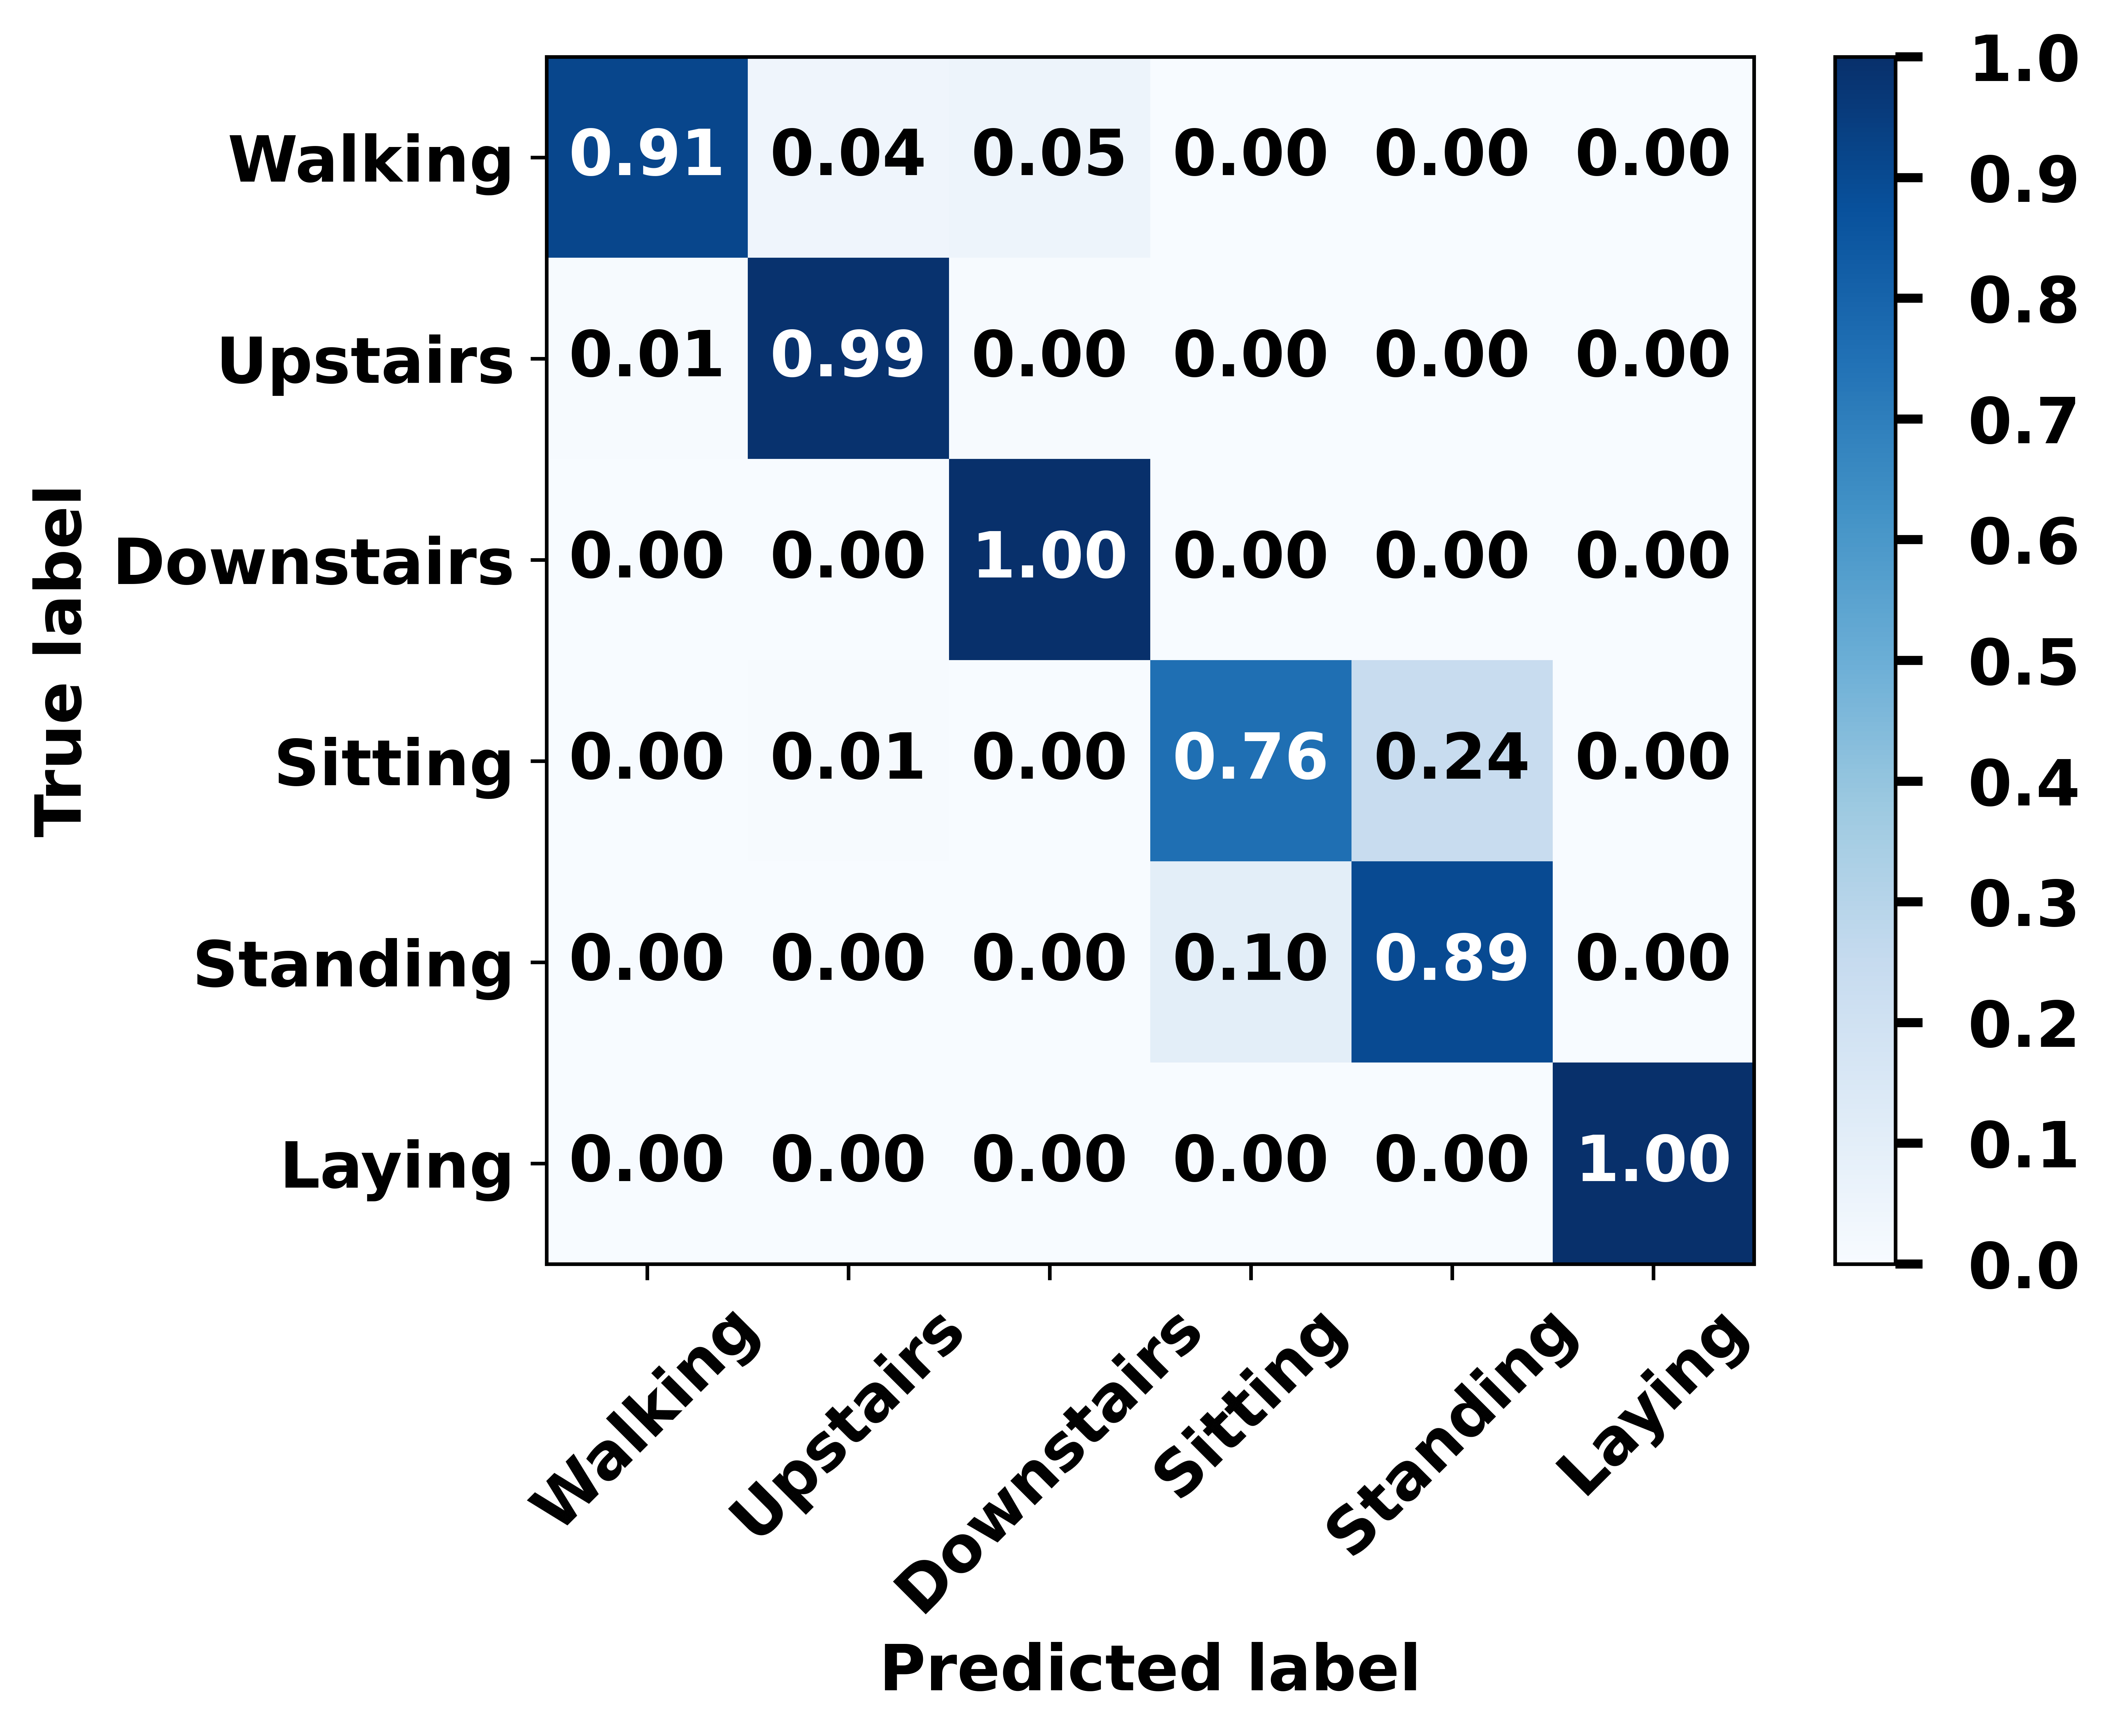 True label
Walking 0.91 0.04 0.05 0.00 0.00 0.00
Upstairs 0.01 0.99 0.00 0.00 0.00 0.00
Downstairs 0.00 0.00 1.00 0.00 0.00 0.00
Sitting 0.00 0.01 0.00 0.76 0.24 0.00
Standing 0.00 0.00 0.00 0.10 0.89 0.00
Laying 0.00 0.00 0.00 0.00 0.00 1.00
Walking Upstairs Downstairs Sitting Standing Laying
Predicted label
1.0
0.9
0.8
0.7
0.6
0.5
0.4
0.3
0.2
0.1
0.0